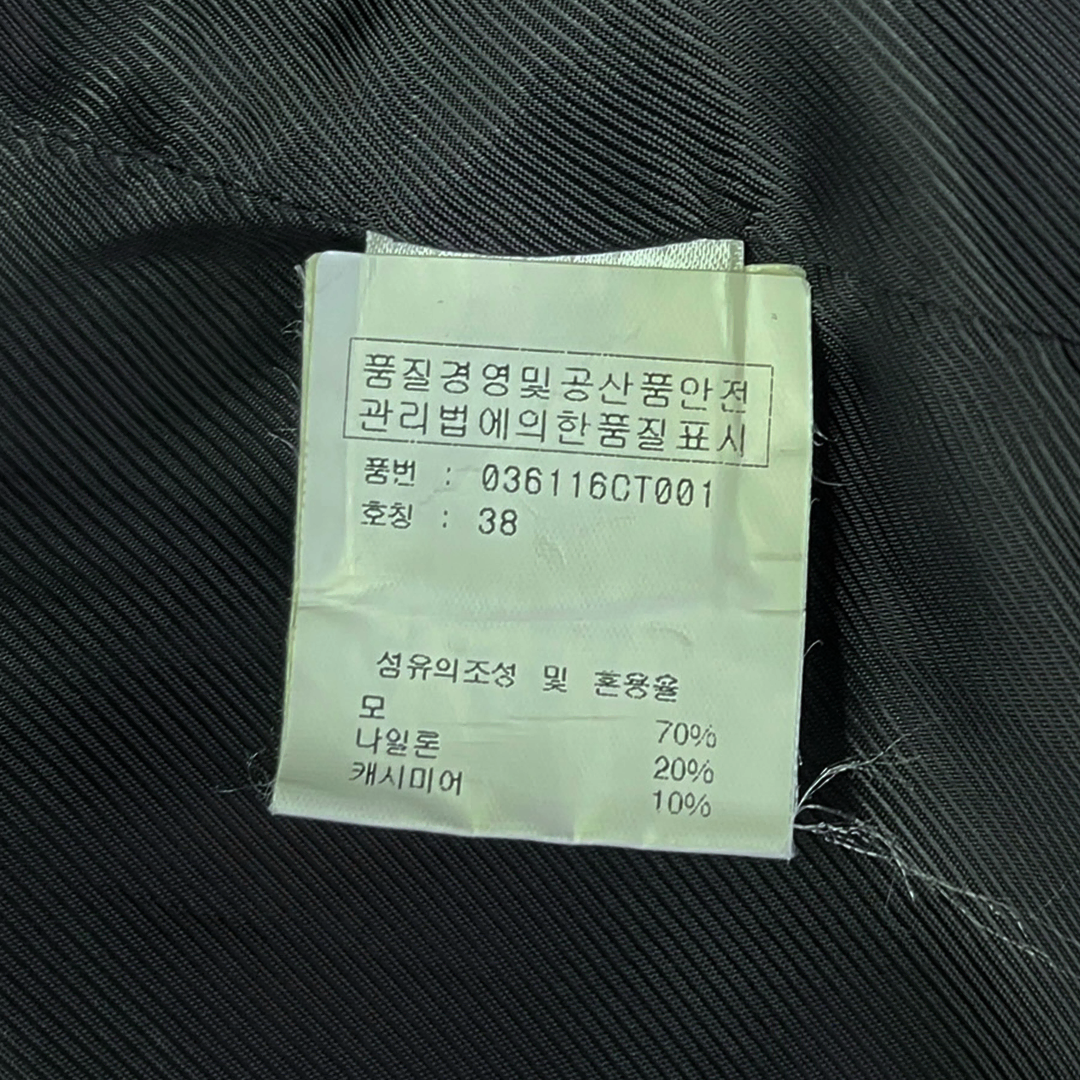 품질경영및공산품안전
관리법에의한품질표시
품번 : 036116CT001
호칭 : 38
섬유의조성 및 혼용율
모 70%
나일론 20%
캐시미어 10%